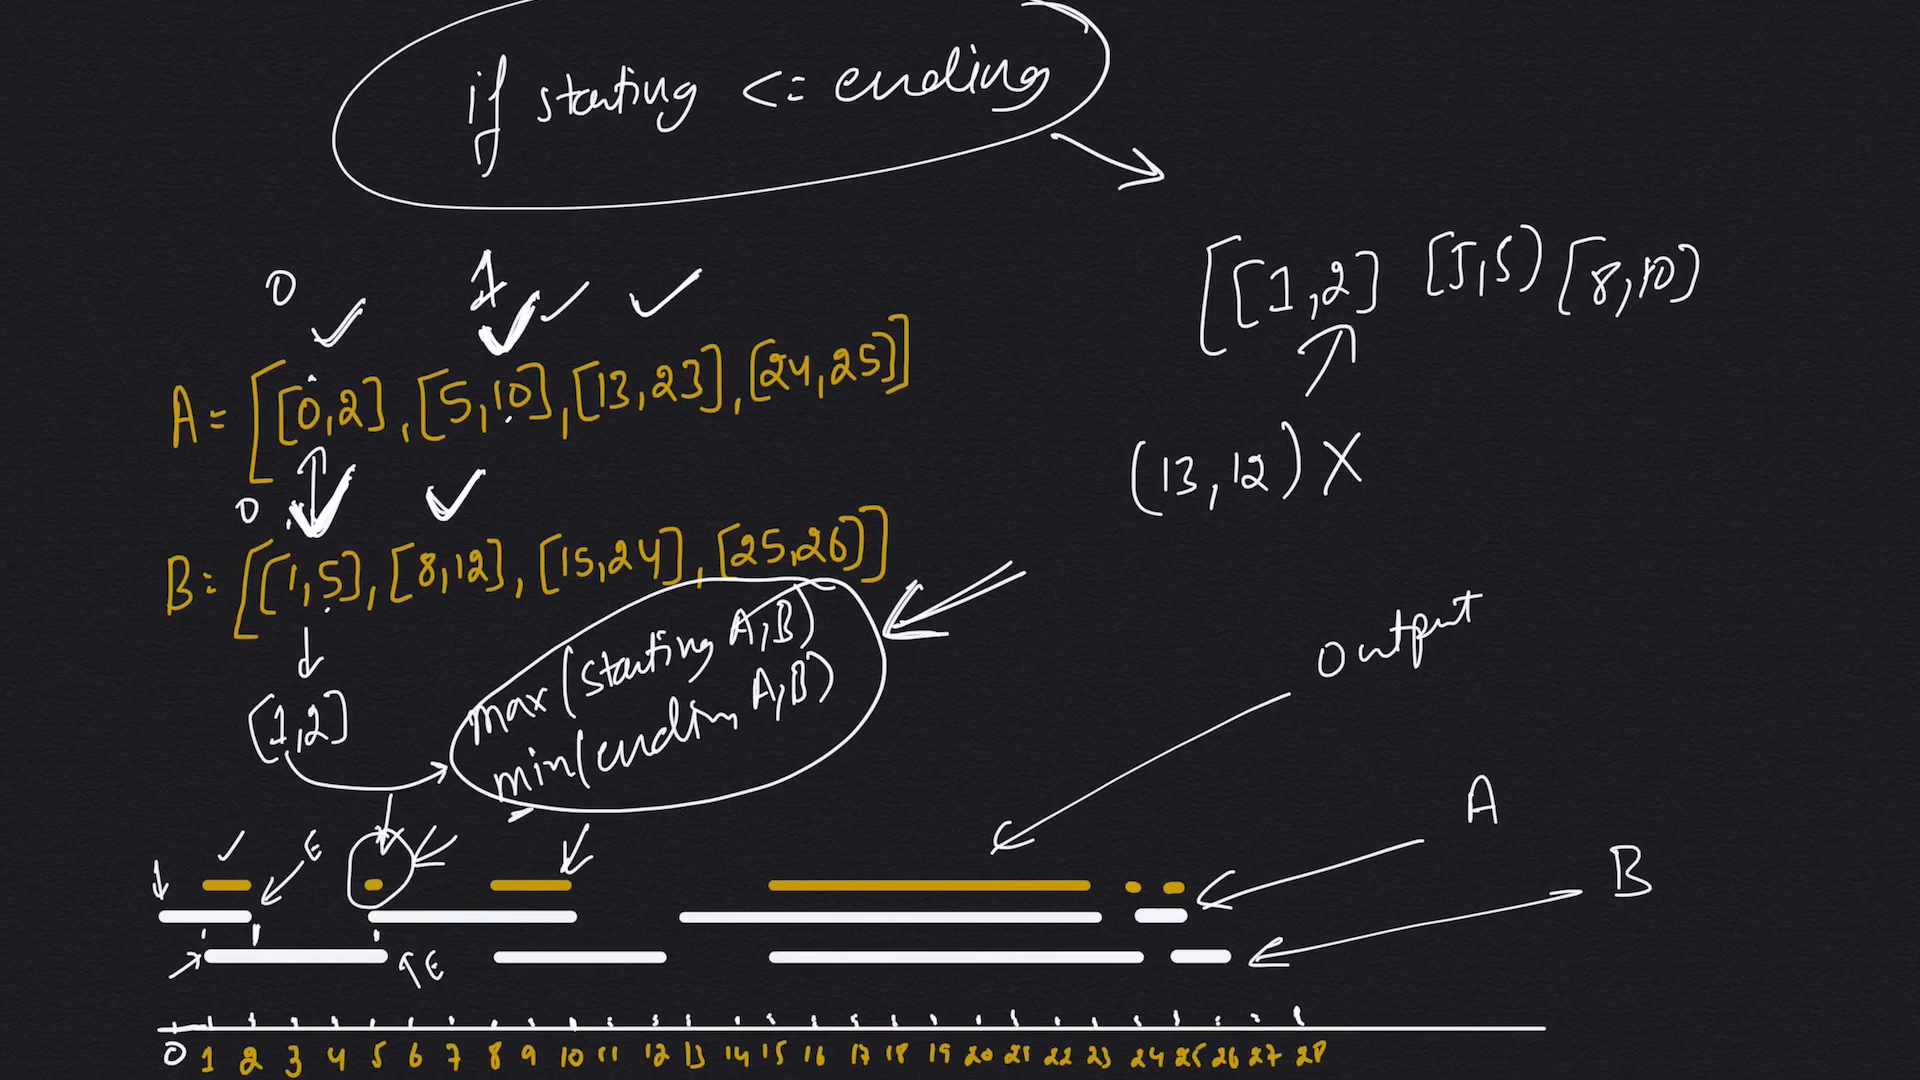 if starting <= ending
[[1,2] [5,5) [8,10]
0 1
A= [[0,2],[5,10],[13,23],[24,25]]
(13,12) X
0
B= [[1,5],[8,12],[15,24],[25,26]]
[1,2]
max(starting A,B)
min(ending A,B)
output
A
B
E
E
0 1 2 3 4 5 6 7 8 9 10 11 12 13 14 15 16 17 18 19 20 21 22 23 24 25 26 27 28